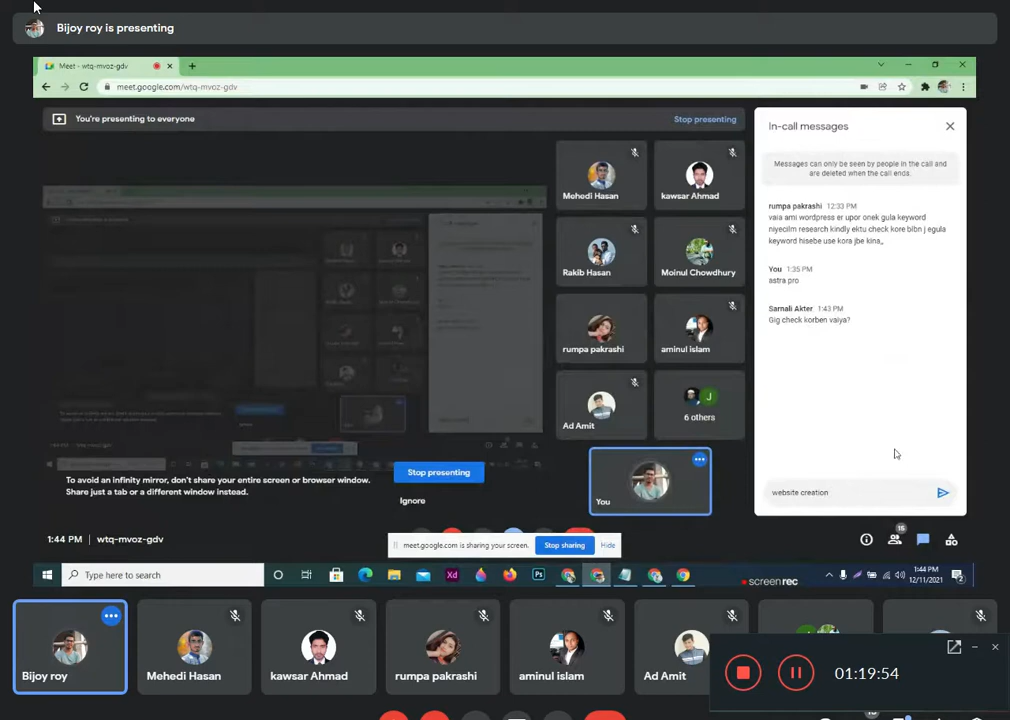 Bijoy roy is presenting
Meet - wtq-mvoz-gdv
meet.google.com/wtq-mvoz-gdv
You're presenting to everyone
Stop presenting
Mehedi Hasan
kawsar Ahmad
Rakib Hasan
Moinul Chowdhury
rumpa pakrashi
aminul islam
Ad Amit
J
6 others
You
To avoid an infinity mirror, don't share your entire screen or browser window.
Share just a tab or a different window instead.
Stop presenting
Ignore
In-call messages
Messages can only be seen by people in the call and
are deleted when the call ends.
rumpa pakrashi 12:33 PM
vaia ami wordpress er upor onek gula keyword
niyecilm research kindly ektu check kore bibn j egula
keyword hisebe use kora jbe kina,,
You 1:35 PM
astra pro
Sarnali Akter 1:43 PM
Gig check korben vaiya?
website creation
1:44 PM | wtq-mvoz-gdv
15
meet.google.com is sharing your screen.
Stop sharing
Hide
Type here to search
Xd
Ps
screenrec
1:44 PM
12/11/2021
2
Bijoy roy
Mehedi Hasan
kawsar Ahmad
rumpa pakrashi
aminul islam
Ad Amit
01:19:54